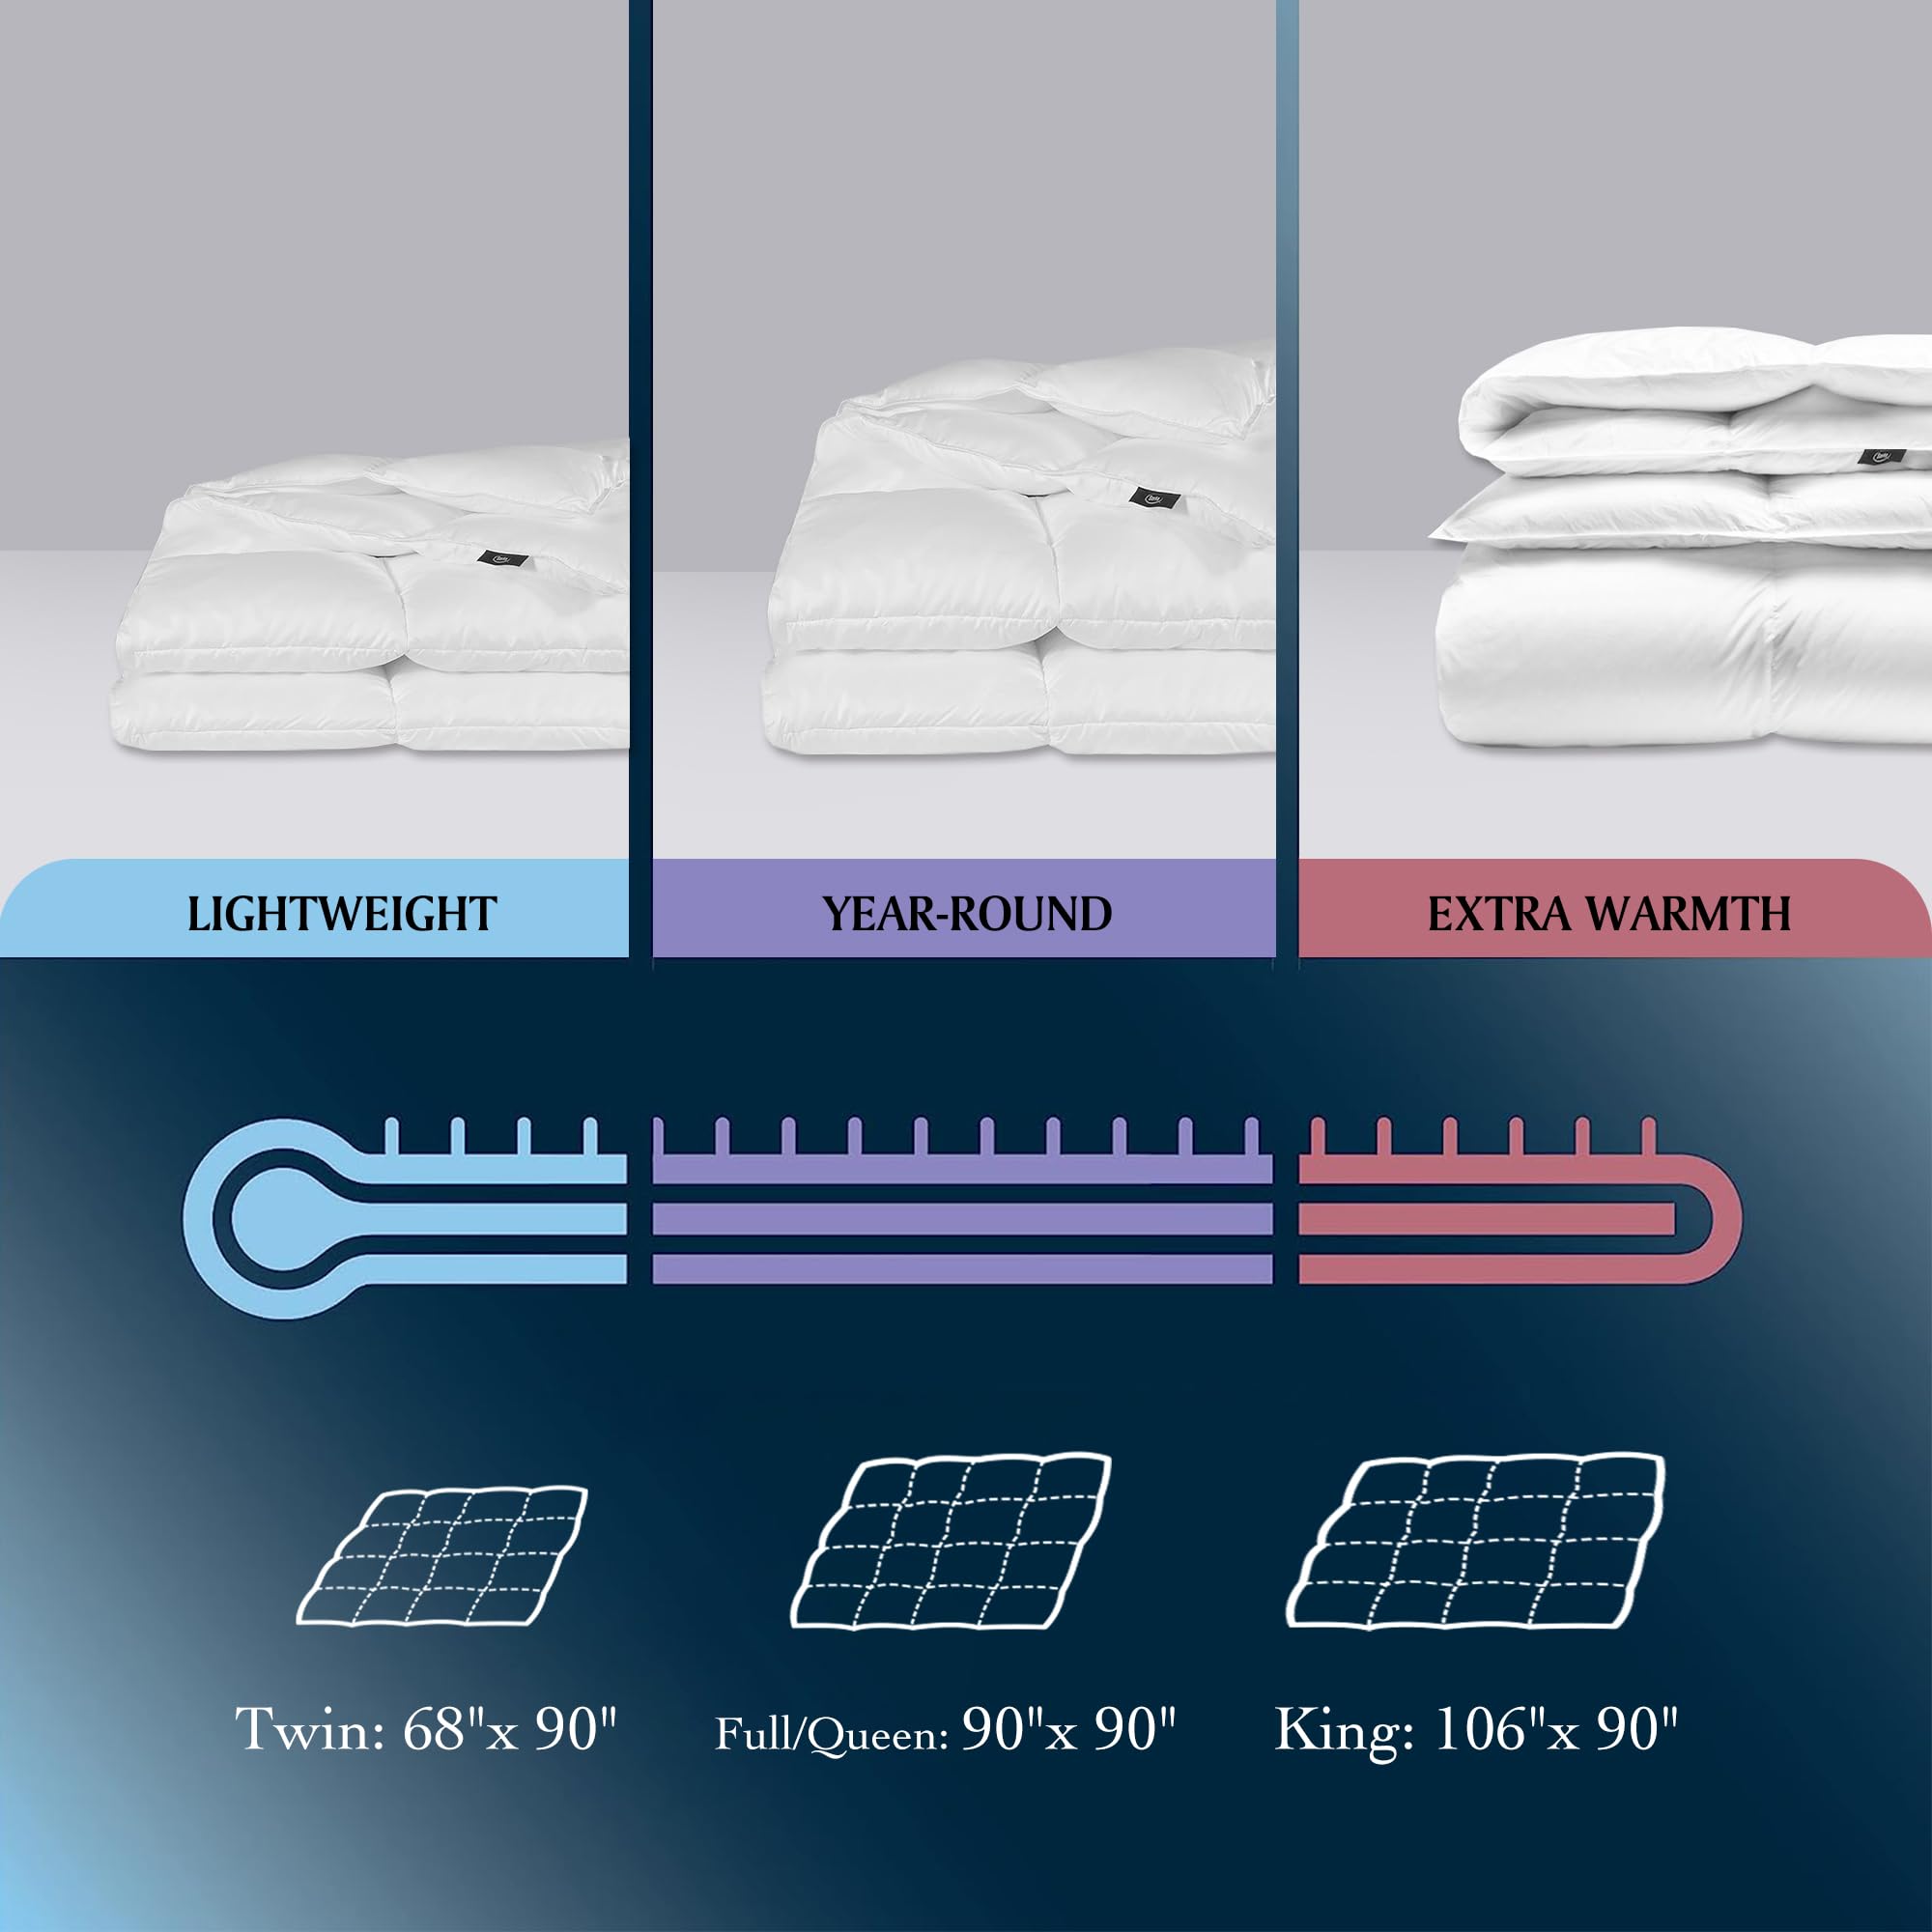 LIGHTWEIGHT
YEAR-ROUND
EXTRA WARMTH
Twin: 68"x 90"
Full/Queen: 90"x 90"
King: 106"x 90"